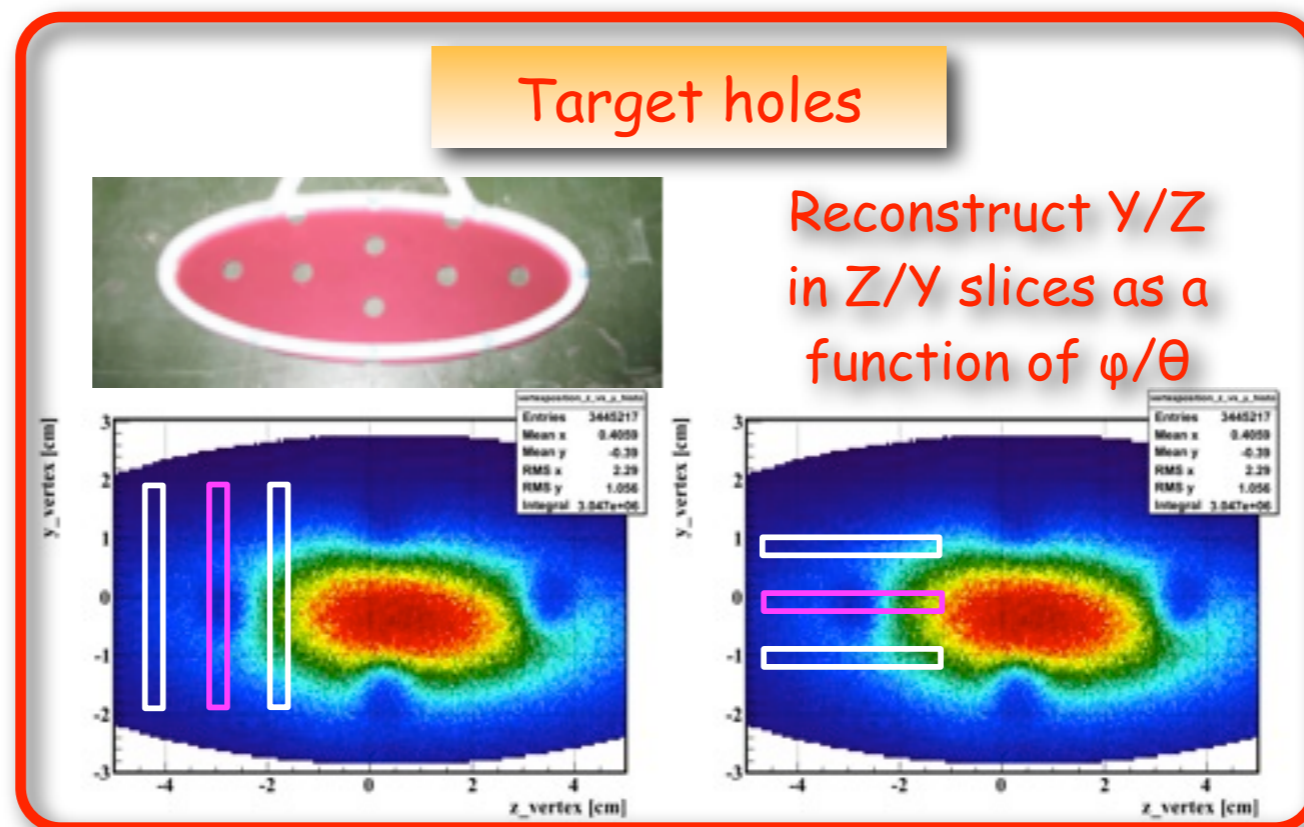 Target holes
Reconstruct Y/Z
in Z/Y slices as a
function of φ/θ
Entries 3445217
Mean x 0.4059
Mean y -0.39
RMS x 2.29
RMS y 1.056
Integral 3.047e+06
y_vertex [cm]
3
2
1
0
-1
-2
-3
-4
-2
0
2
4
z_vertex [cm]
Entries 3445217
Mean x 0.4059
Mean y -0.39
RMS x 2.29
RMS y 1.056
Integral 3.047e+06
y_vertex [cm]
3
2
1
0
-1
-2
-3
-4
-2
0
2
4
z_vertex [cm]